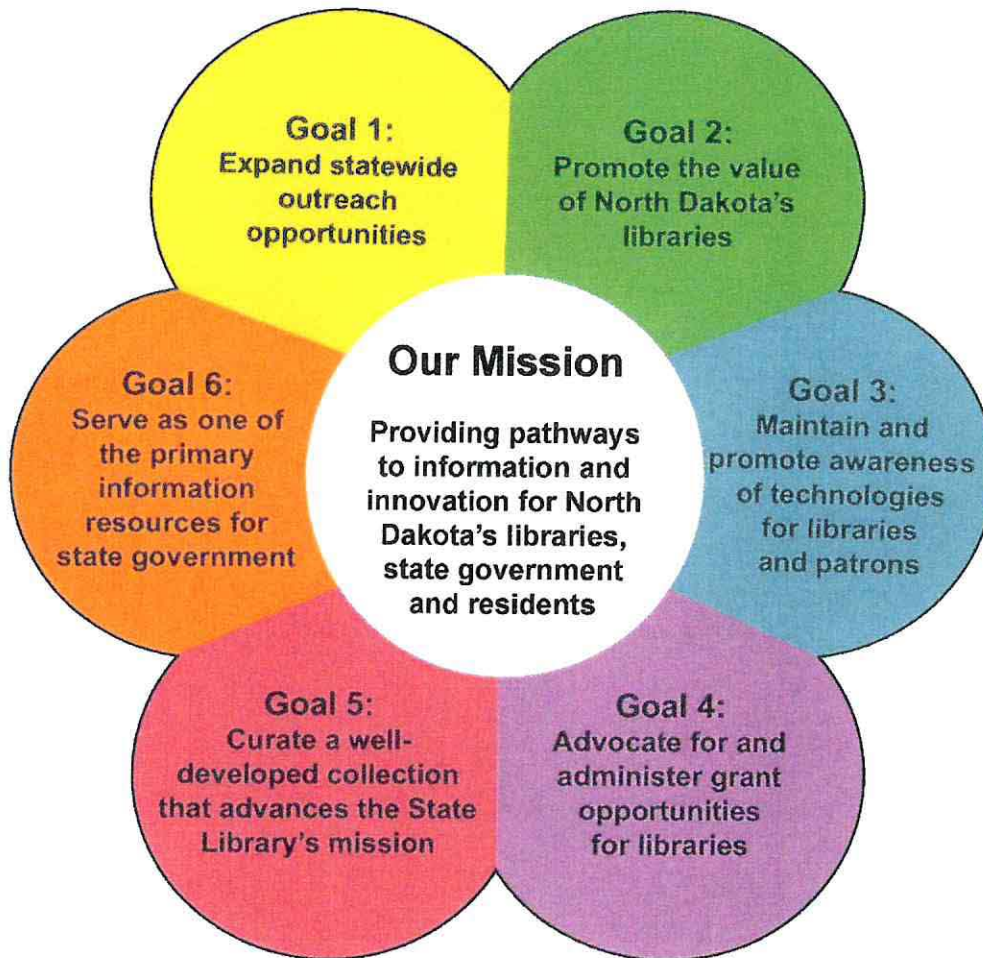 Goal 1:
Expand statewide
outreach
opportunities
Goal 2:
Promote the value
of North Dakota's
libraries
Goal 3:
Maintain and
promote awareness
of technologies
for libraries
and patrons
Goal 4:
Advocate for and
administer grant
opportunities
for libraries
Goal 5:
Curate a well-
developed collection
that advances the State
Library's mission
Goal 6:
Serve as one of
the primary
information
resources for
state government
Our Mission
Providing pathways
to information and
innovation for North
Dakota's libraries,
state government
and residents